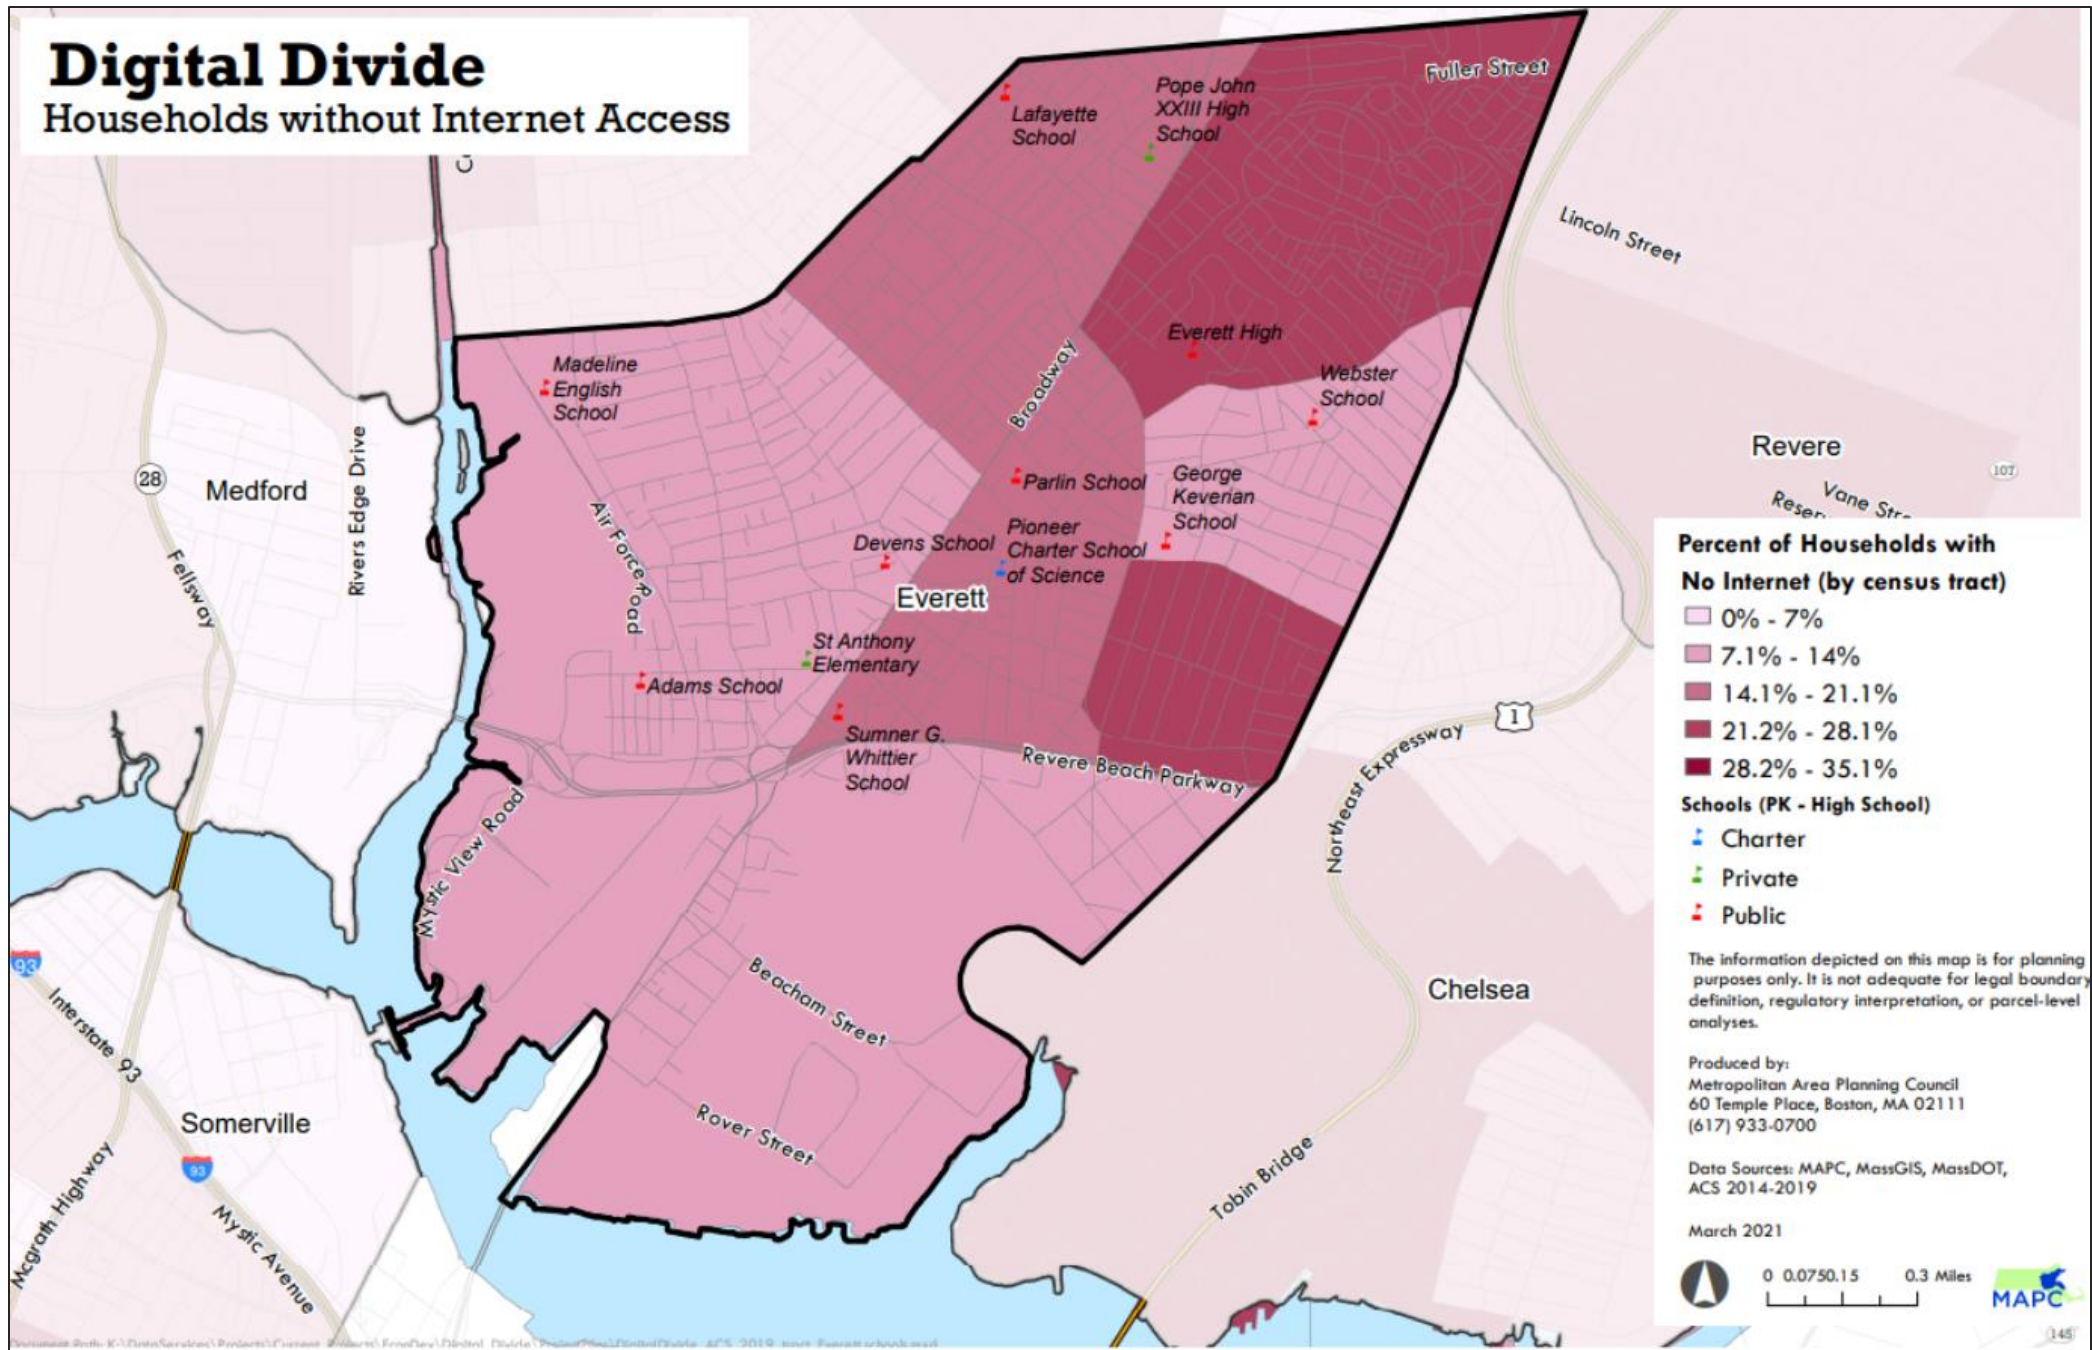 Digital Divide
Households without Internet Access
Lafayette
School
Pope John
XXIII High
School
Fuller Street
Lincoln Street
Everett High
Broadway
Madeline
English
School
Webster
School
28
Medford
Rivers Edge Drive
Fellsway
Air Force Road
Parlin School
George
Keverian
School
Devens School
Pioneer
Charter School
of Science
Everett
St Anthony
Elementary
Adams School
Sumner G.
Whittier
School
Revere Beach Parkway
Mystic View Road
Northeast Expressway
1
Revere
107
Vane
Beacham Street
Rover Street
Chelsea
Tobin Bridge
93
Interstate 93
Somerville
93
Mcgrath Highway
Mystic Avenue
Percent of Households with
No Internet (by census tract)
0% - 7%
7.1% - 14%
14.1% - 21.1%
21.2% - 28.1%
28.2% - 35.1%
Schools (PK - High School)
Charter
Private
Public
The information depicted on this map is for planning
purposes only. It is not adequate for legal boundary
definition, regulatory interpretation, or parcel-level
analyses.
Produced by:
Metropolitan Area Planning Council
60 Temple Place, Boston, MA 02111
(617) 933-0700
Data Sources: MAPC, MassGIS, MassDOT,
ACS 2014-2019
March 2021
0 0.0750.15 0.3 Miles
MAPC
145